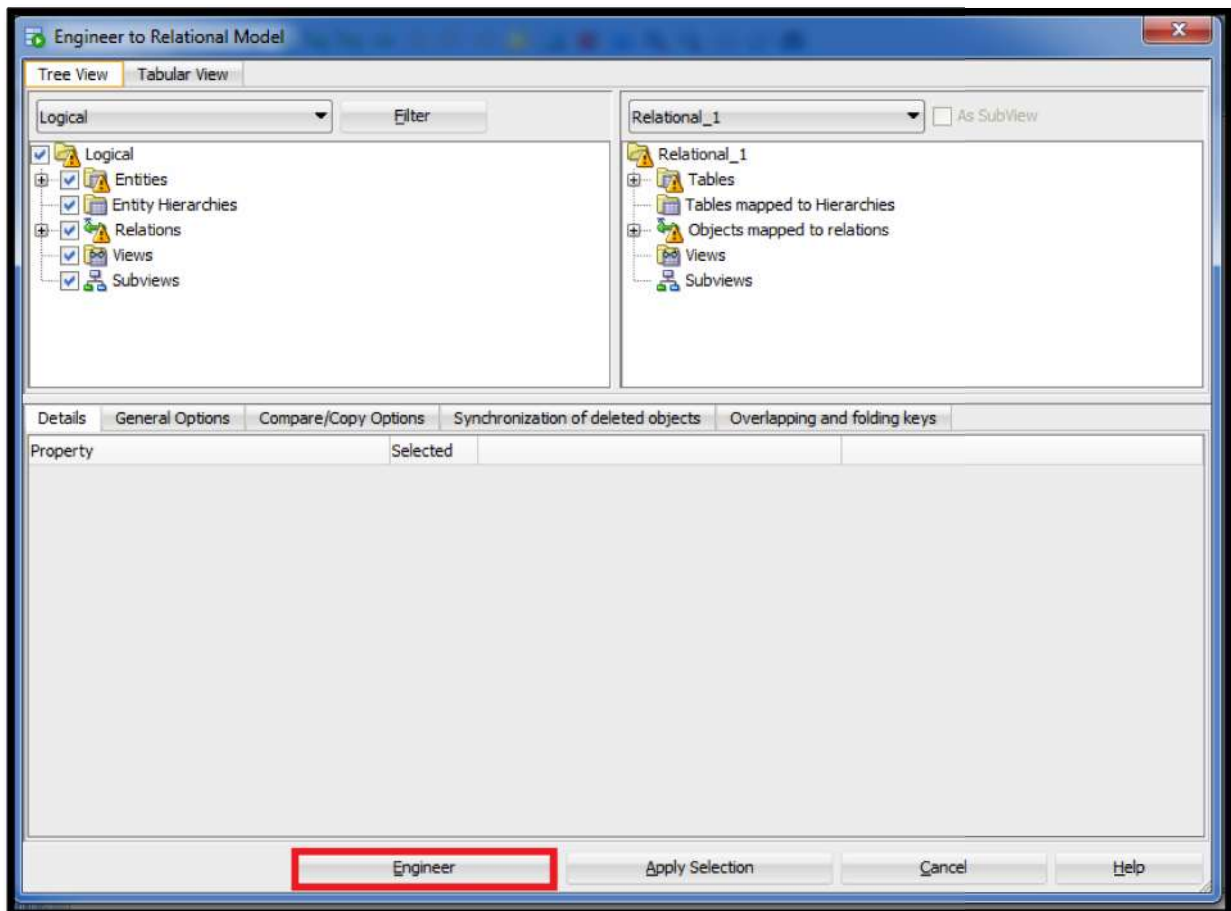 Engineer to Relational Model
Tree View Tabular View
Logical Filter Relational_1 As SubView
Logical Relational_1
Entities Tables
Entity Hierarchies Tables mapped to Hierarchies
Relations Objects mapped to relations
Views Views
Subviews Subviews
Details General Options Compare/Copy Options Synchronization of deleted objects Overlapping and folding keys
Property Selected
Engineer Apply Selection Cancel Help